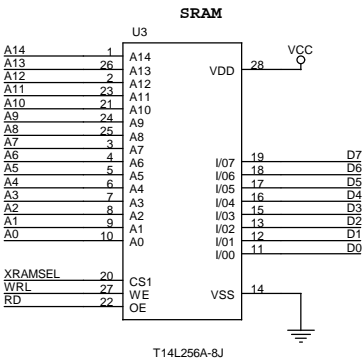 SRAM
U3
A14 1 A14
A13 26 A13
A12 2 A12
A11 23 A11
A10 21 A10
A9 24 A9
A8 25 A8
A7 3 A7
A6 4 A6
A5 5 A5
A4 6 A4
A3 7 A3
A2 8 A2
A1 9 A1
A0 10 A0
XRAMSEL 20 CS1
WRL 27 WE
RD 22 OE
VCC
VDD 28
I/07 19 D7
I/06 18 D6
I/05 17 D5
I/04 16 D4
I/03 15 D3
I/02 13 D2
I/01 12 D1
I/00 11 D0
VSS 14
T14L256A-8J